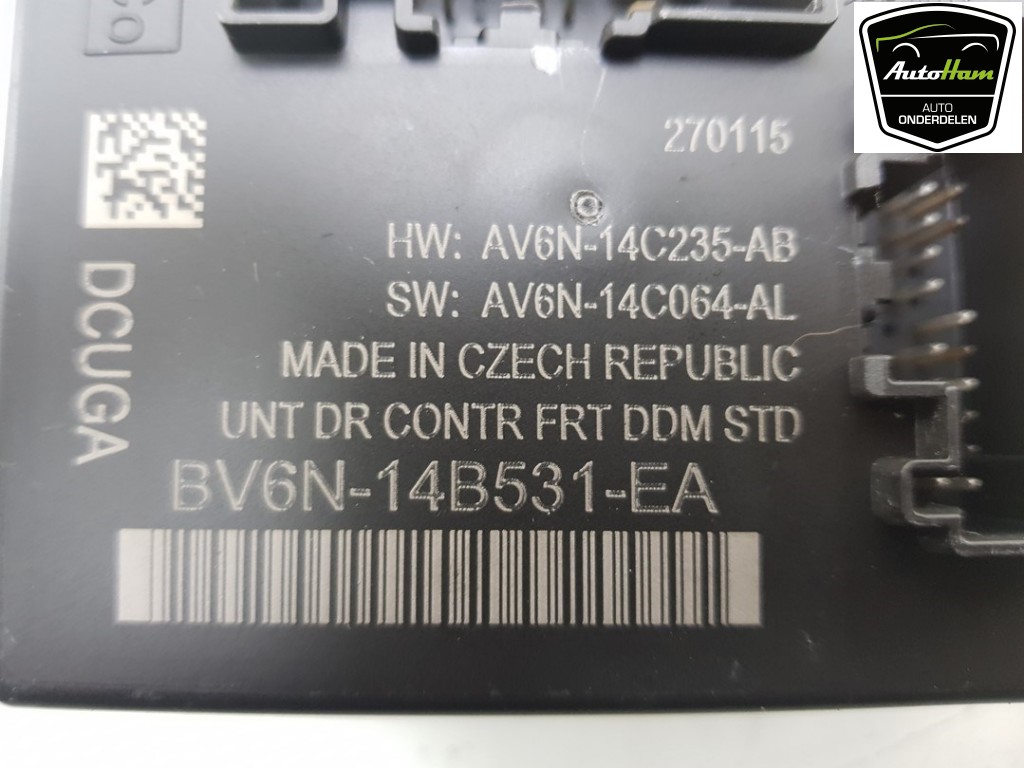 AutoHam
AUTO
ONDERDELEN
270115
HW: AV6N-14C235-AB
SW: AV6N-14C064-AL
MADE IN CZECH REPUBLIC
UNT DR CONTR FRT DDM STD
BV6N-14B531-EA
DCUGA